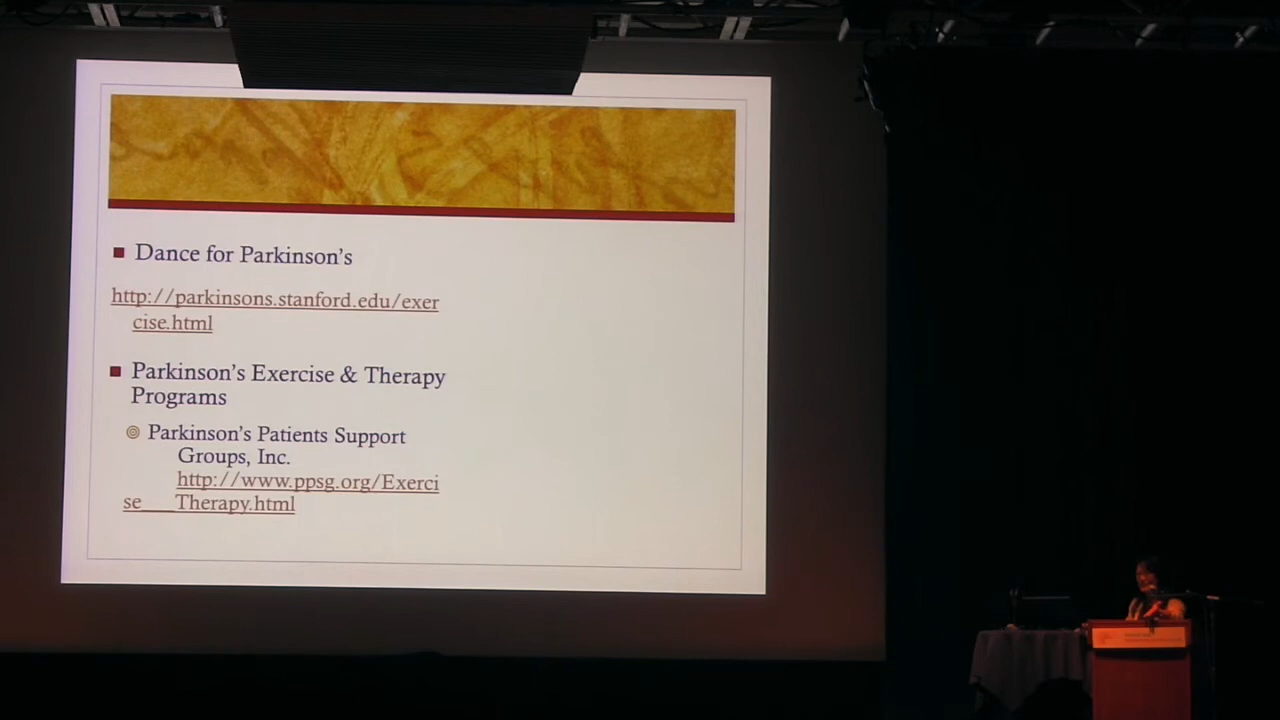 Dance for Parkinson's
http://parkinsons.stanford.edu/exer
cise.html
Parkinson's Exercise & Therapy
Programs
Parkinson's Patients Support
Groups, Inc.
http://www.ppsg.org/Exerci
se___Therapy.html